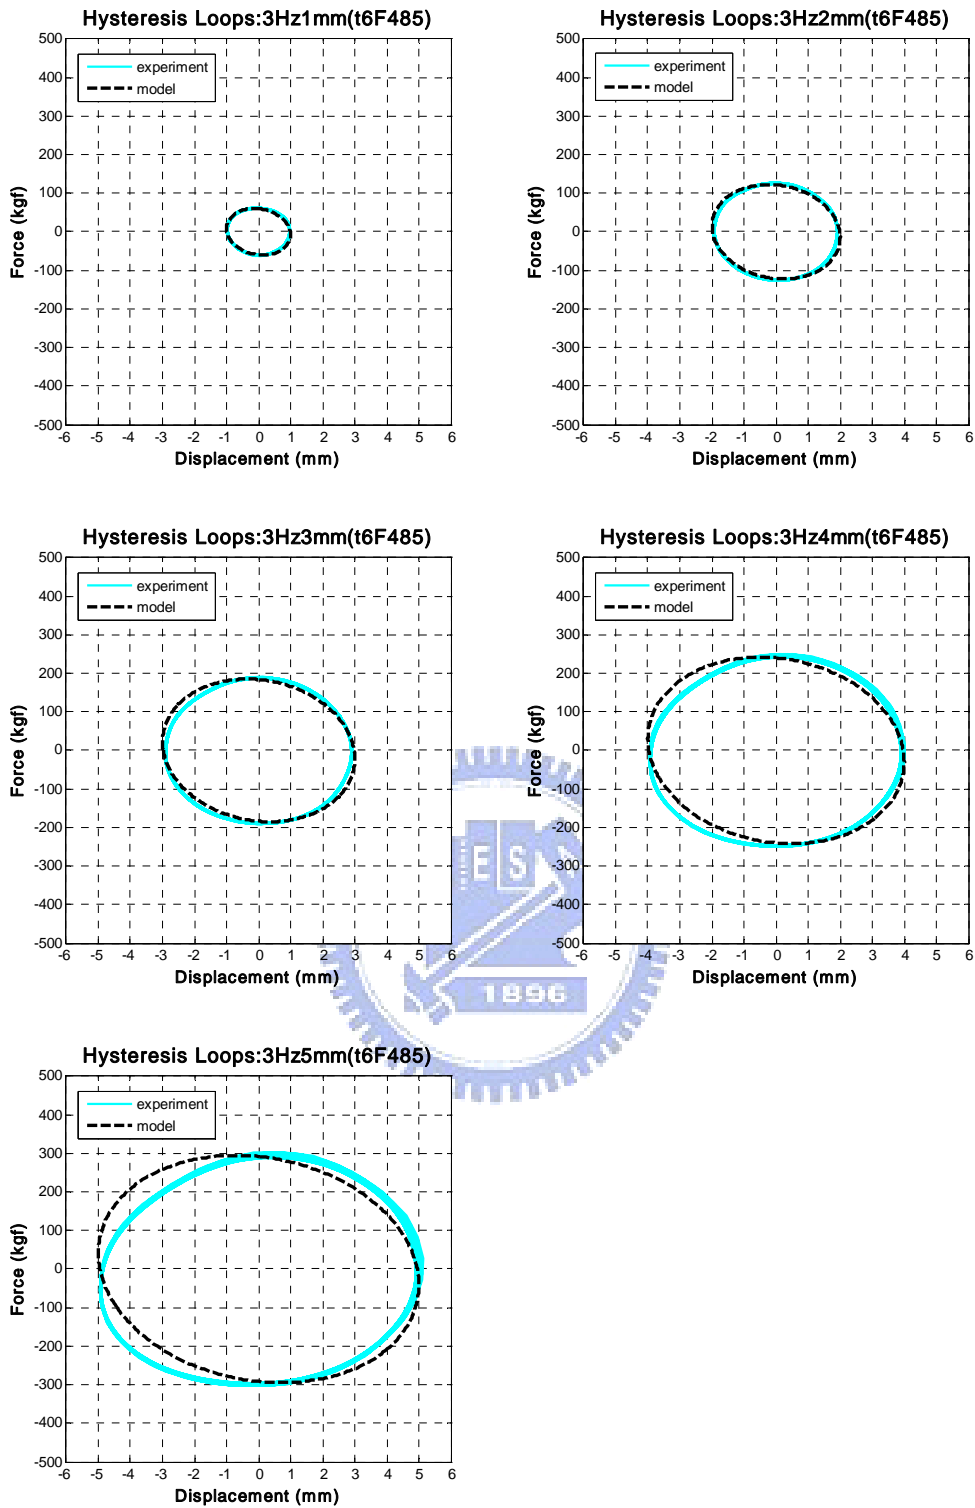 Hysteresis Loops:3Hz1mm(t6F485)
500
400
300
200
100
0
-100
-200
-300
-400
-500
experiment
model
Force (kgf)
-6 -5 -4 -3 -2 -1 0 1 2 3 4 5 6
Displacement (mm)
Hysteresis Loops:3Hz2mm(t6F485)
500
400
300
200
100
0
-100
-200
-300
-400
-500
experiment
model
Force (kgf)
-6 -5 -4 -3 -2 -1 0 1 2 3 4 5 6
Displacement (mm)
Hysteresis Loops:3Hz3mm(t6F485)
500
400
300
200
100
0
-100
-200
-300
-400
-500
experiment
model
Force (kgf)
-6 -5 -4 -3 -2 -1 0 1 2 3 4 5 6
Displacement (mm)
Hysteresis Loops:3Hz4mm(t6F485)
500
400
300
200
100
0
-100
-200
-300
-400
-500
experiment
model
Force (kgf)
-6 -5 -4 -3 -2 -1 0 1 2 3 4 5 6
Displacement (mm)
ES
1896
Hysteresis Loops:3Hz5mm(t6F485)
500
400
300
200
100
0
-100
-200
-300
-400
-500
experiment
model
Force (kgf)
-6 -5 -4 -3 -2 -1 0 1 2 3 4 5 6
Displacement (mm)